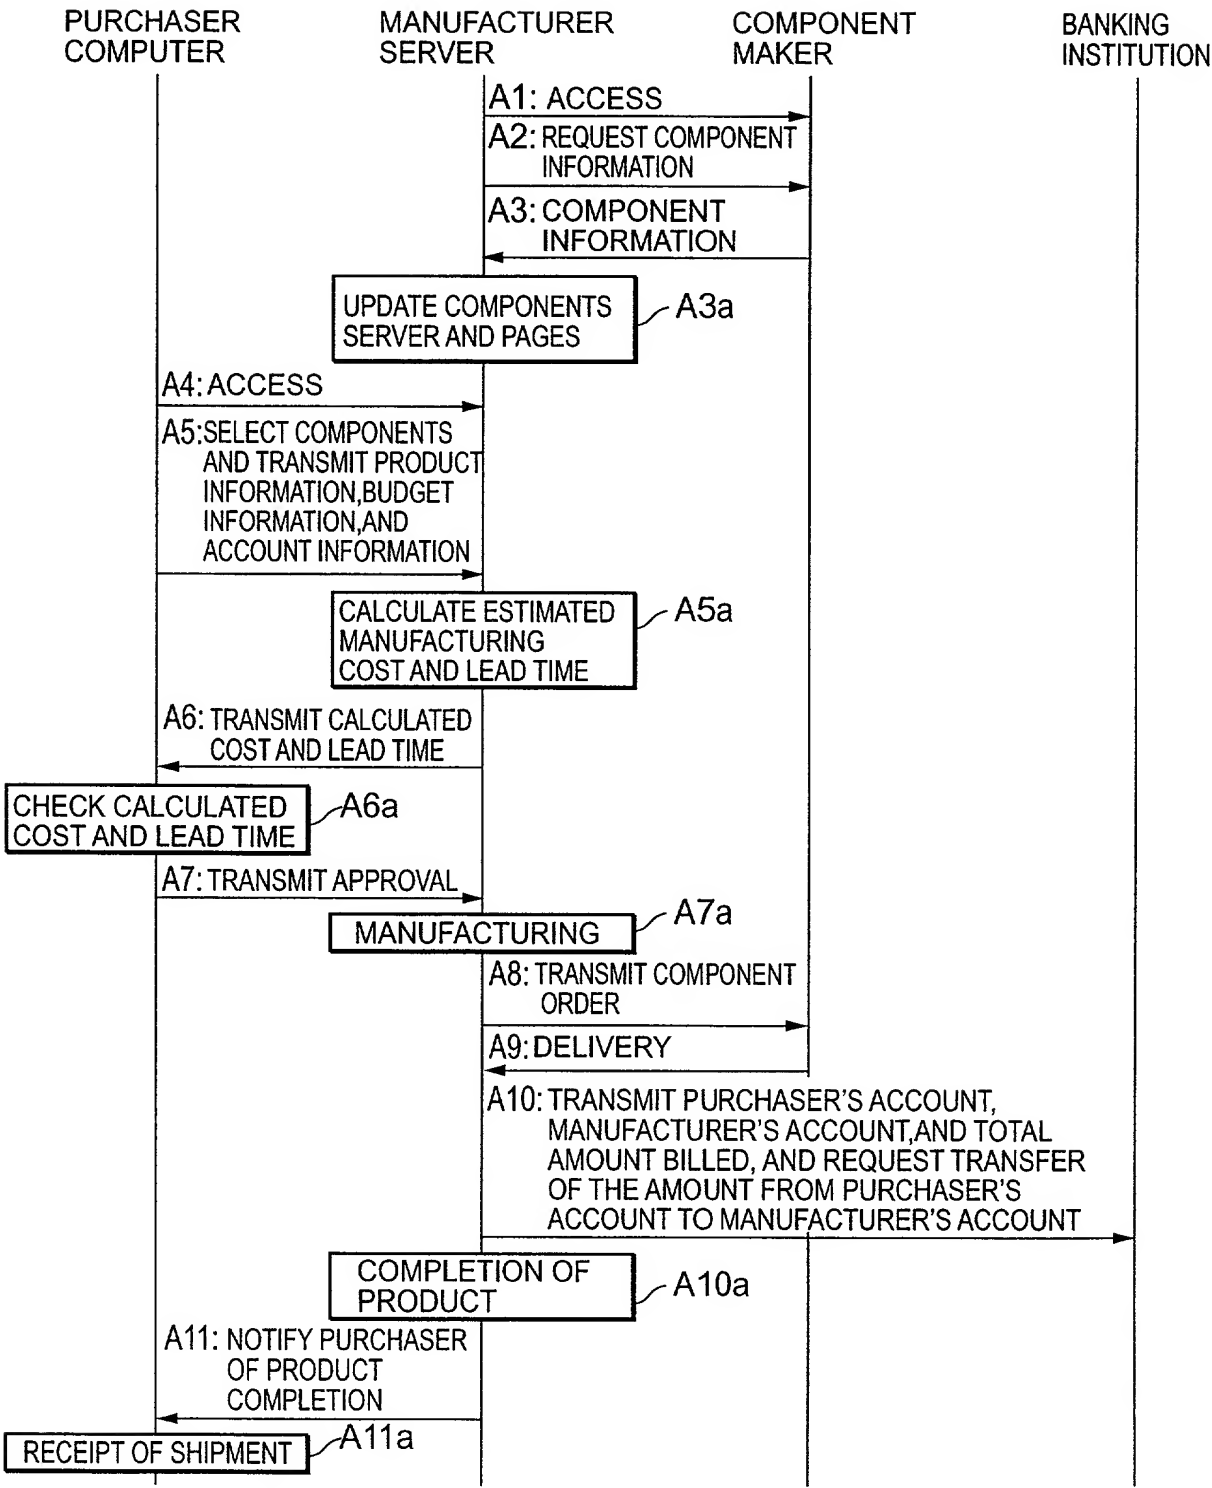 PURCHASER
COMPUTER
MANUFACTURER
SERVER
COMPONENT
MAKER
BANKING
INSTITUTION
A1: ACCESS
A2: REQUEST COMPONENT
INFORMATION
A3: COMPONENT
INFORMATION
UPDATE COMPONENTS
SERVER AND PAGES
A3a
A4: ACCESS
A5: SELECT COMPONENTS
AND TRANSMIT PRODUCT
INFORMATION, BUDGET
INFORMATION, AND
ACCOUNT INFORMATION
CALCULATE ESTIMATED
MANUFACTURING
COST AND LEAD TIME
A5a
A6: TRANSMIT CALCULATED
COST AND LEAD TIME
CHECK CALCULATED
COST AND LEAD TIME
A6a
A7: TRANSMIT APPROVAL
MANUFACTURING
A7a
A8: TRANSMIT COMPONENT
ORDER
A9: DELIVERY
A10: TRANSMIT PURCHASER'S ACCOUNT,
MANUFACTURER'S ACCOUNT, AND TOTAL
AMOUNT BILLED, AND REQUEST TRANSFER
OF THE AMOUNT FROM PURCHASER'S
ACCOUNT TO MANUFACTURER'S ACCOUNT
COMPLETION OF
PRODUCT
A10a
A11: NOTIFY PURCHASER
OF PRODUCT
COMPLETION
RECEIPT OF SHIPMENT
A11a